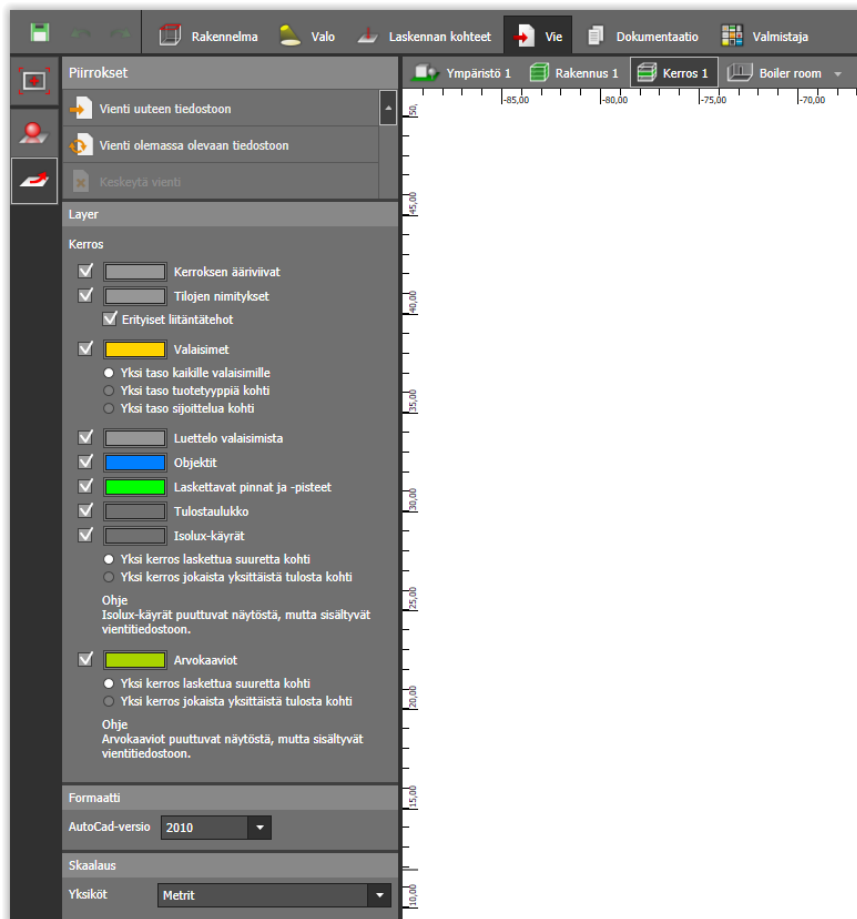 Rakennelma Valo Laskennan kohteet Vie Dokumentaatio Valmistaja
Piirrokset
Ympäristö 1 Rakennus 1 Kerros 1 Boiler room
-85,00 -80,00 -75,00 -70,00
Vienti uuteen tiedostoon
50,
Vienti olemassa olevaan tiedostoon
Keskeytä vienti
45,00
Layer
Kerros
Kerroksen ääriviivat
Tilojen nimitykset
40,00
Erityiset liitäntätehot
Valaisimet
Yksi taso kaikille valaisimille
Yksi taso tuotetyyppiä kohti
35,00
Yksi taso sijoittelua kohti
Luettelo valaisimista
Objektit
Laskettavat pinnat ja -pisteet
30,00
Tulostaulukko
Isolux-käyrät
Yksi kerros laskettua suuretta kohti
Yksi kerros jokaista yksittäistä tulosta kohti
Ohje
25,00
Isolux-käyrät puuttuvat näytöstä, mutta sisältyvät
vientitiedostoon.
Arvokaaviot
Yksi kerros laskettua suuretta kohti
20,00
Yksi kerros jokaista yksittäistä tulosta kohti
Ohje
Arvokaaviot puuttuvat näytöstä, mutta sisältyvät
vientitiedostoon.
Formaatti
15,00
AutoCad-versio 2010
Skaalaus
Yksiköt Metrit
10,00